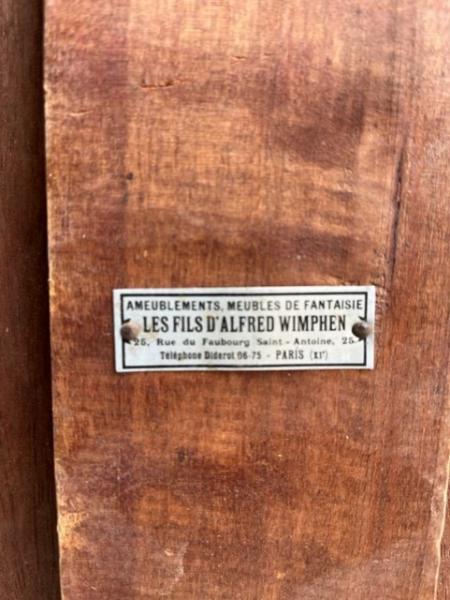 AMEUBLEMENTS, MEUBLES DE FANTAISIE
LES FILS D'ALFRED WIMPHEN
25, Rue du Faubourg Saint-Antoine, 25
Téléphone Diderot 06-75 - PARIS (XIᵉ)